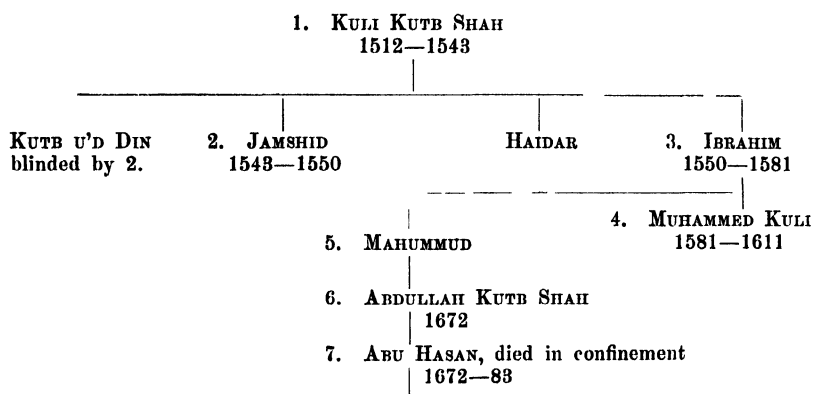 1. KULI KUTB SHAH
1512—1543
KUTB U'D DIN 2. JAMSHID HAIDAR 3. IBRAHIM
blinded by 2. 1543—1550 1550—1581
4. MUHAMMED KULI
1581—1611
5. MAHUMMUD
6. ABDULLAH KUTB SHAH
1672
7. ABU HASAN, died in confinement
1672—83